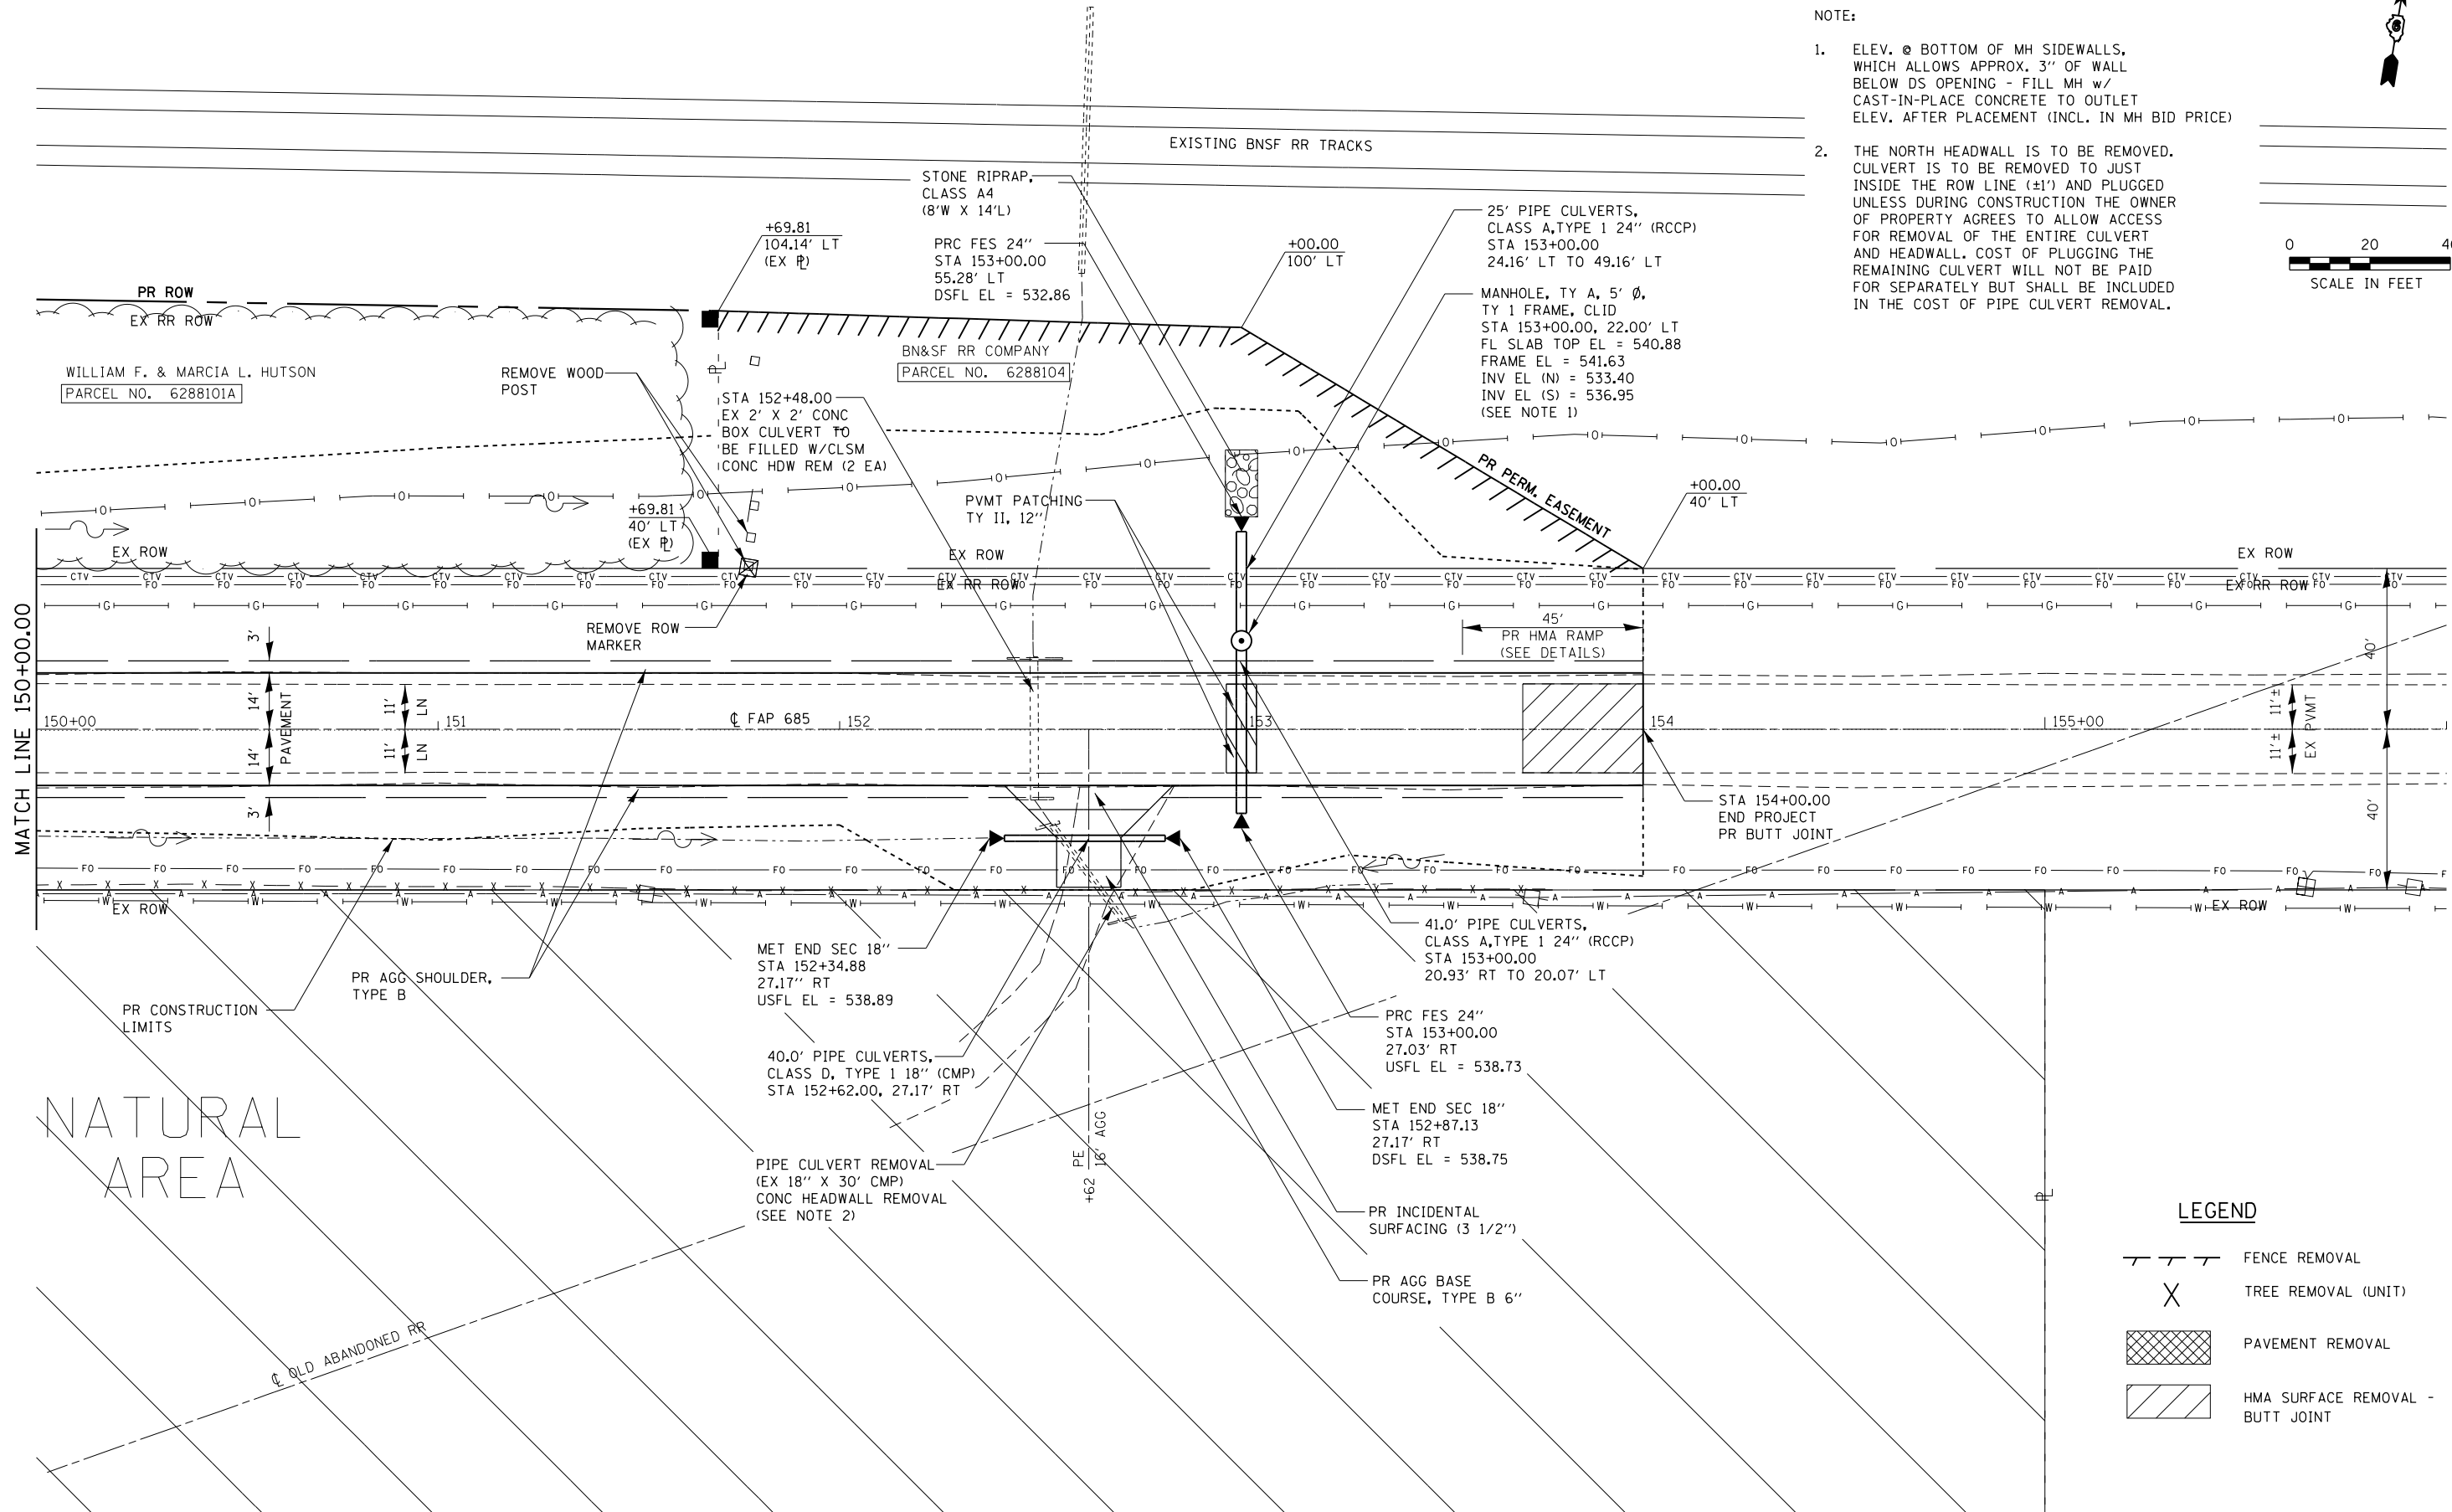 NOTE:
1. ELEV. @ BOTTOM OF MH SIDEWALLS,
WHICH ALLOWS APPROX. 3'' OF WALL
BELOW DS OPENING - FILL MH w/
CAST-IN-PLACE CONCRETE TO OUTLET
ELEV. AFTER PLACEMENT (INCL. IN MH BID PRICE)
2. THE NORTH HEADWALL IS TO BE REMOVED.
CULVERT IS TO BE REMOVED TO JUST
INSIDE THE ROW LINE (±1') AND PLUGGED
UNLESS DURING CONSTRUCTION THE OWNER
OF PROPERTY AGREES TO ALLOW ACCESS
FOR REMOVAL OF THE ENTIRE CULVERT
AND HEADWALL. COST OF PLUGGING THE
REMAINING CULVERT WILL NOT BE PAID
FOR SEPARATELY BUT SHALL BE INCLUDED
IN THE COST OF PIPE CULVERT REMOVAL.
0 20
SCALE IN FEET
EXISTING BNSF RR TRACKS
STONE RIPRAP,
CLASS A4
(8'W X 14'L)
PRC FES 24''
STA 153+00.00
55.28' LT
DSFL EL = 532.86
+69.81
104.14' LT
(EX PL)
+00.00
100' LT
25' PIPE CULVERTS,
CLASS A,TYPE 1 24'' (RCCP)
STA 153+00.00
24.16' LT TO 49.16' LT
MANHOLE, TY A, 5' Ø,
TY 1 FRAME, CLID
STA 153+00.00, 22.00' LT
FL SLAB TOP EL = 540.88
FRAME EL = 541.63
INV EL (N) = 533.40
INV EL (S) = 536.95
(SEE NOTE 1)
PR ROW
EX RR ROW
WILLIAM F. & MARCIA L. HUTSON
PARCEL NO. 6288101A
REMOVE WOOD
POST
PL
BN&SF RR COMPANY
PARCEL NO. 6288104
STA 152+48.00
EX 2' X 2' CONC
BOX CULVERT TO
BE FILLED W/CLSM
CONC HDW REM (2 EA)
PVMT PATCHING
TY II, 12''
PR PERM. EASEMENT
+00.00
40' LT
+69.81
40' LT
(EX PL)
EX ROW
EX ROW
EX RR ROW
EX ROW
EX RR ROW
REMOVE ROW
MARKER
45'
PR HMA RAMP
(SEE DETAILS)
MATCH LINE 150+00.00
3'
14'
14'
3'
PAVEMENT
11'
LN
11'
LN
150+00
151
℄ FAP 685
152
153
154
155+00
11'±
11'±
EX PVMT
40'
40'
STA 154+00.00
END PROJECT
PR BUTT JOINT
EX ROW
EX ROW
PR CONSTRUCTION
LIMITS
PR AGG SHOULDER,
TYPE B
MET END SEC 18''
STA 152+34.88
27.17'' RT
USFL EL = 538.89
40.0' PIPE CULVERTS,
CLASS D, TYPE 1 18'' (CMP)
STA 152+62.00, 27.17' RT
PIPE CULVERT REMOVAL
(EX 18'' X 30' CMP)
CONC HEADWALL REMOVAL
(SEE NOTE 2)
+62 PE
16' AGG
41.0' PIPE CULVERTS,
CLASS A,TYPE 1 24'' (RCCP)
STA 153+00.00
20.93' RT TO 20.07' LT
PRC FES 24''
STA 153+00.00
27.03' RT
USFL EL = 538.73
MET END SEC 18''
STA 152+87.13
27.17' RT
DSFL EL = 538.75
PR INCIDENTAL
SURFACING (3 1/2'')
PR AGG BASE
COURSE, TYPE B 6''
NATURAL
AREA
℄ OLD ABANDONED RR
PL
LEGEND
FENCE REMOVAL
TREE REMOVAL (UNIT)
PAVEMENT REMOVAL
HMA SURFACE REMOVAL -
BUTT JOINT